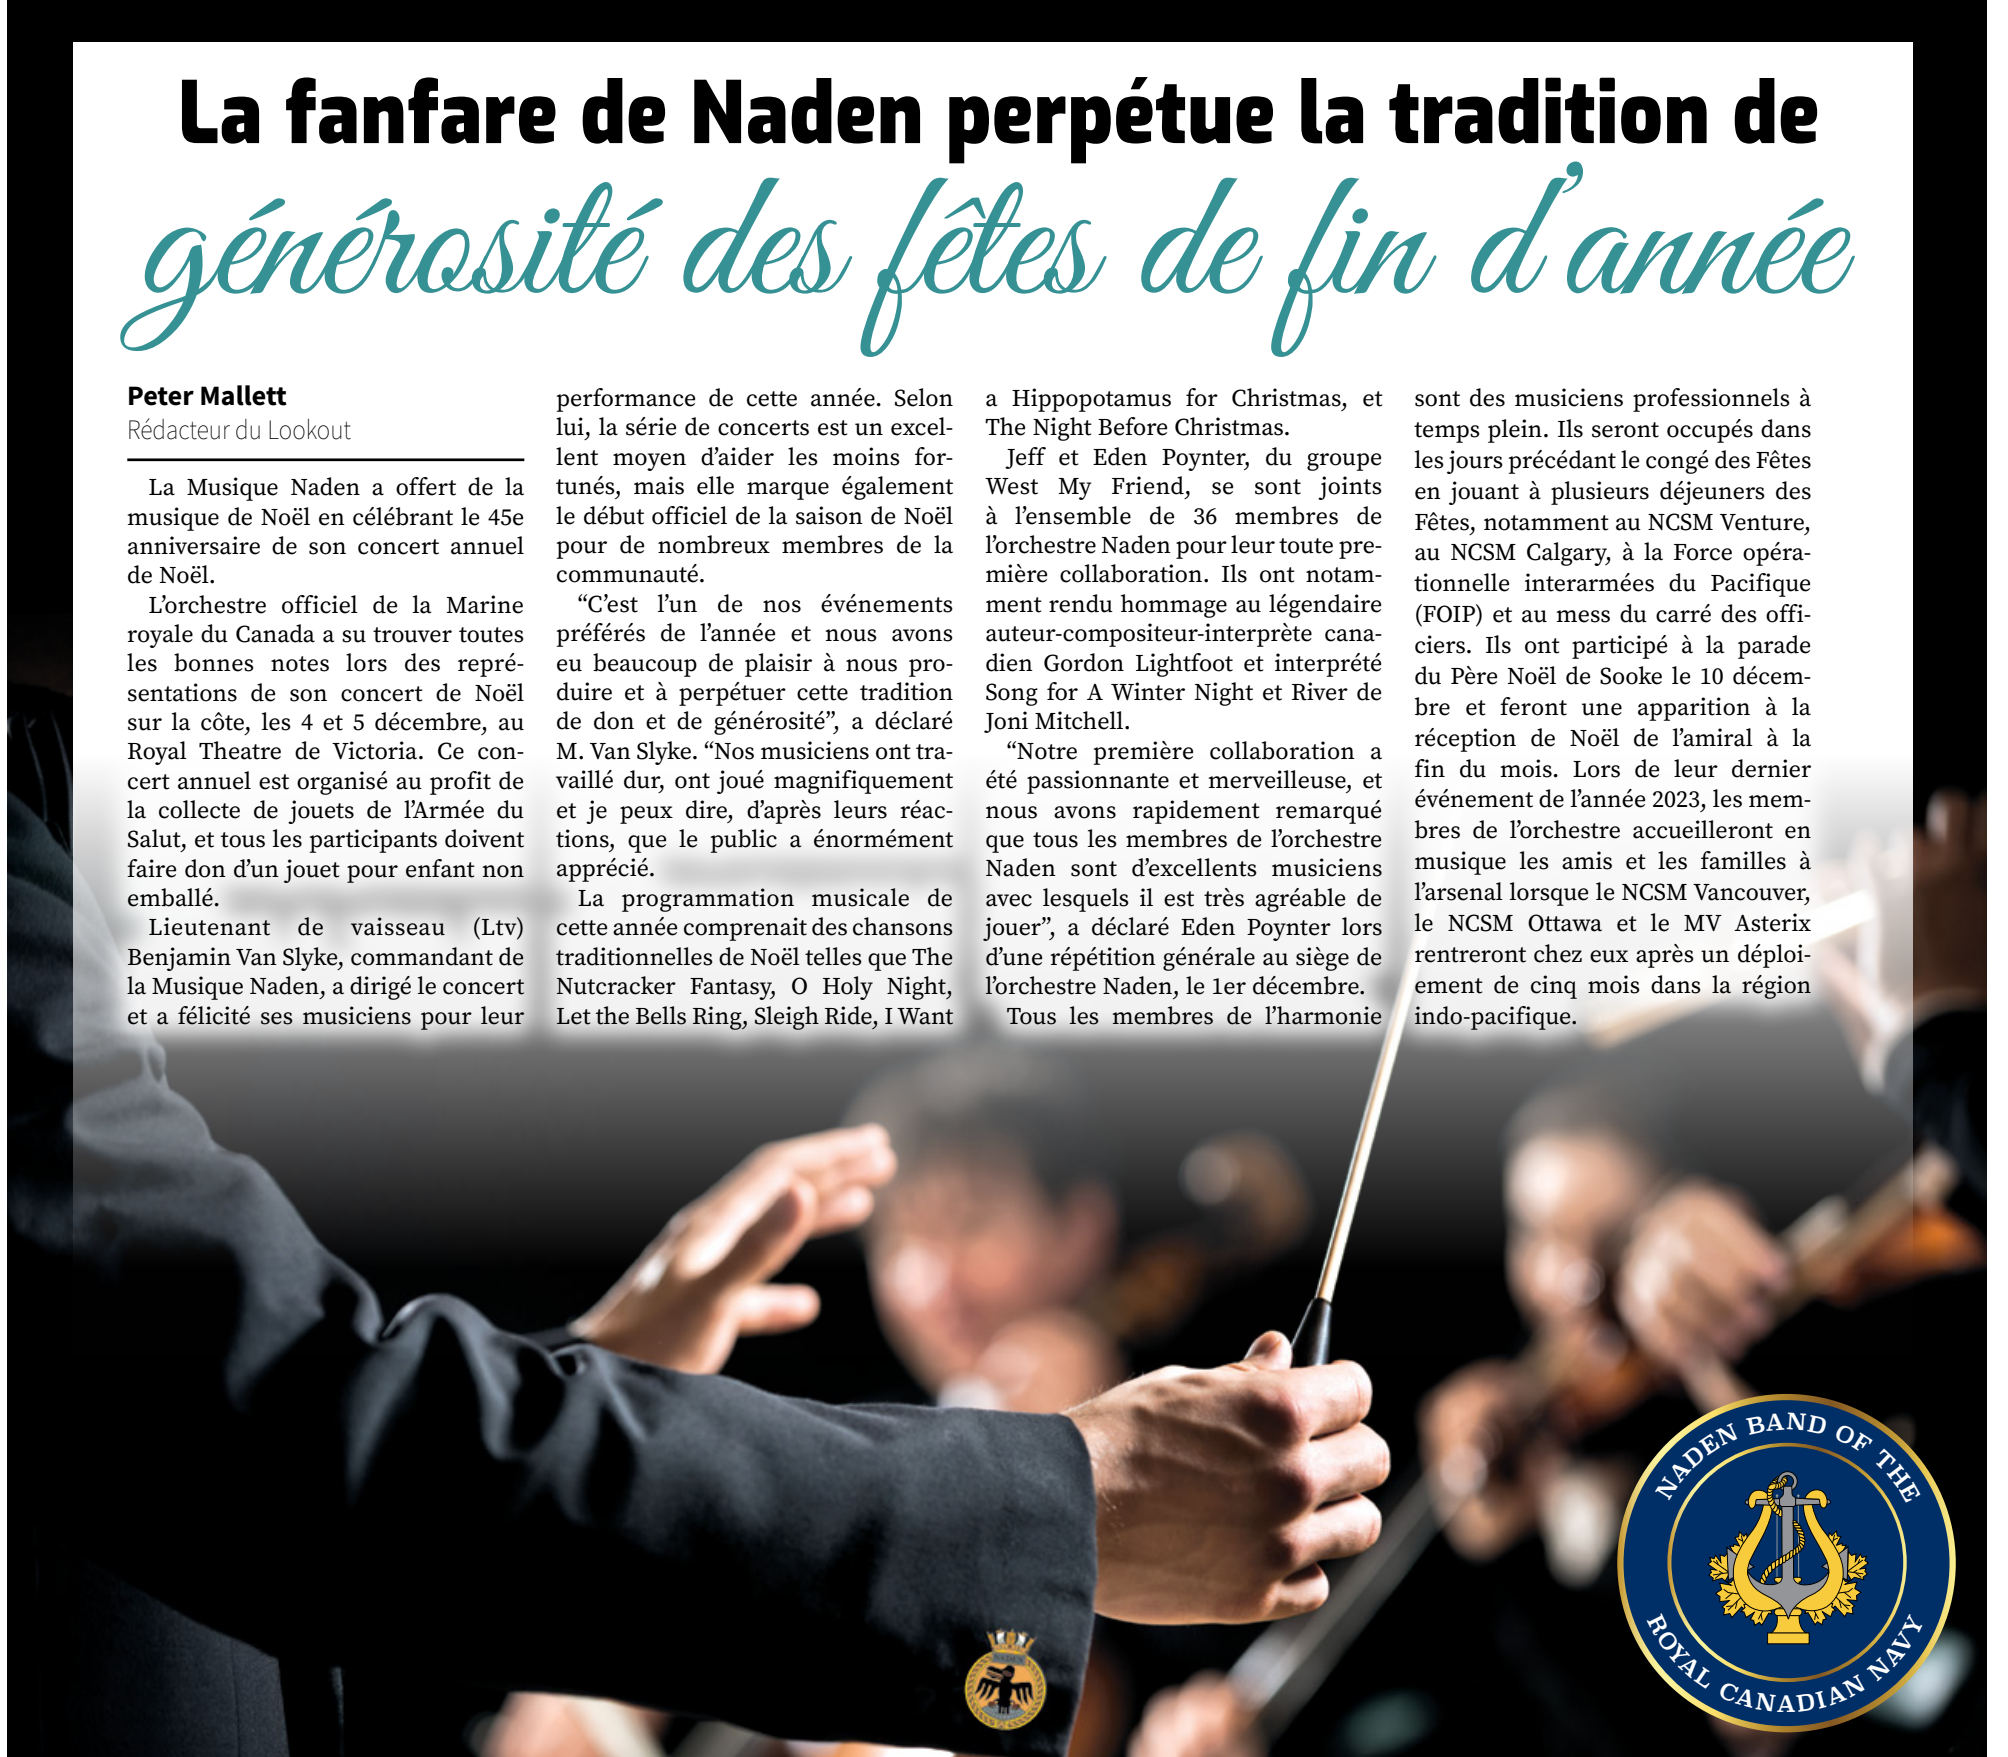 La fanfare de Naden perpétue la tradition de
générosité des fêtes de fin d'année
Peter Mallett
Rédacteur du Lookout
La Musique Naden a offert de la
musique de Noël en célébrant le 45e
anniversaire de son concert annuel
de Noël.
L'orchestre officiel de la Marine
royale du Canada a su trouver toutes
les bonnes notes lors des repré-
sentations de son concert de Noël
sur la côte, les 4 et 5 décembre, au
Royal Theatre de Victoria. Ce con-
cert annuel est organisé au profit de
la collecte de jouets de l'Armée du
Salut, et tous les participants doivent
faire don d'un jouet pour enfant non
emballé.
Lieutenant de vaisseau (Ltv)
Benjamin Van Slyke, commandant de
la Musique Naden, a dirigé le concert
et a félicité ses musiciens pour leur
performance de cette année. Selon
lui, la série de concerts est un excel-
lent moyen d'aider les moins for-
tunés, mais elle marque également
le début officiel de la saison de Noël
pour de nombreux membres de la
communauté.
“C'est l'un de nos événements
préférés de l'année et nous avons
eu beaucoup de plaisir à nous pro-
duire et à perpétuer cette tradition
de don et de générosité”, a déclaré
M. Van Slyke. “Nos musiciens ont tra-
vaillé dur, ont joué magnifiquement
et je peux dire, d'après leurs réac-
tions, que le public a énormément
apprécié.
La programmation musicale de
cette année comprenait des chansons
traditionnelles de Noël telles que The
Nutcracker Fantasy, O Holy Night,
Let the Bells Ring, Sleigh Ride, I Want
a Hippopotamus for Christmas, et
The Night Before Christmas.
Jeff et Eden Poynter, du groupe
West My Friend, se sont joints
à l'ensemble de 36 membres de
l'orchestre Naden pour leur toute pre-
mière collaboration. Ils ont notam-
ment rendu hommage au légendaire
auteur-compositeur-interprète cana-
dien Gordon Lightfoot et interprété
Song for A Winter Night et River de
Joni Mitchell.
“Notre première collaboration a
été passionnante et merveilleuse, et
nous avons rapidement remarqué
que tous les membres de l'orchestre
Naden sont d'excellents musiciens
avec lesquels il est très agréable de
jouer”, a déclaré Eden Poynter lors
d'une répétition générale au siège de
l'orchestre Naden, le 1er décembre.
Tous les membres de l'harmonie
sont des musiciens professionnels à
temps plein. Ils seront occupés dans
les jours précédant le congé des Fêtes
en jouant à plusieurs déjeuners des
Fêtes, notamment au NCSM Venture,
au NCSM Calgary, à la Force opéra-
tionnelle interarmées du Pacifique
(FOIP) et au mess du carré des offi-
ciers. Ils ont participé à la parade
du Père Noël de Sooke le 10 décem-
bre et feront une apparition à la
réception de Noël de l'amiral à la
fin du mois. Lors de leur dernier
événement de l'année 2023, les mem-
bres de l'orchestre accueilleront en
musique les amis et les familles à
l'arsenal lorsque le NCSM Vancouver,
le NCSM Ottawa et le MV Asterix
rentreront chez eux après un déploi-
ement de cinq mois dans la région
indo-pacifique.
NADEN BAND OF THE
ROYAL CANADIAN NAVY
NADEN